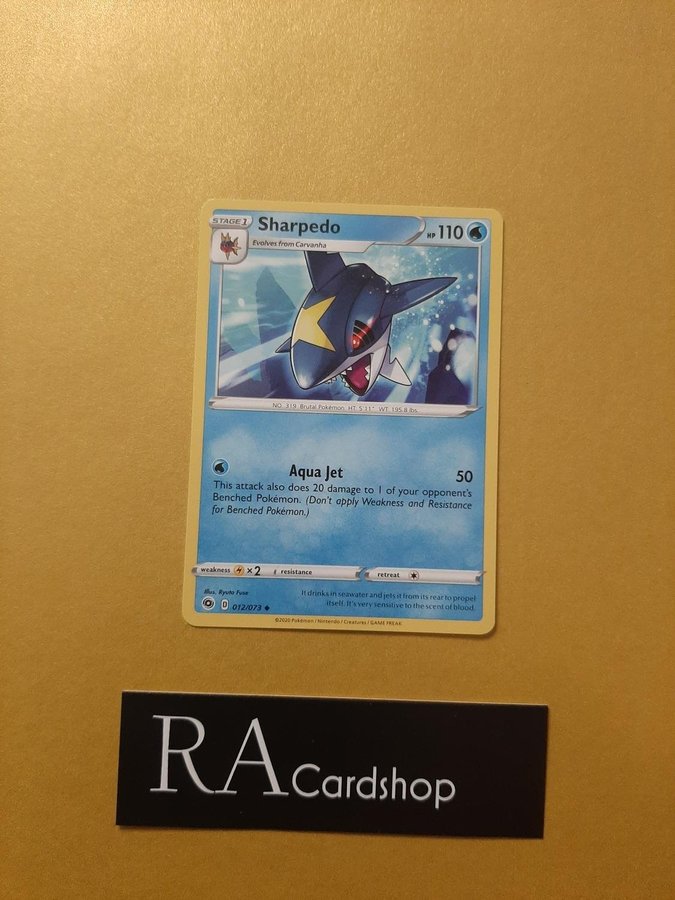 STAGE 1
Sharpedo
HP 110
Evolves from Carvanha
NO. 319 Brutal Pokémon HT: 5'11" WT: 195.8 lbs.
Aqua Jet 50
This attack also does 20 damage to 1 of your opponent's
Benched Pokémon. (Don't apply Weakness and Resistance
for Benched Pokémon.)
weakness ×2 resistance retreat
Illus. Ryuta Fuse
It drinks in seawater and jets it from its rear to propel
itself. It's very sensitive to the scent of blood.
D 012/073
©2020 Pokémon / Nintendo / Creatures / GAME FREAK
RA Cardshop